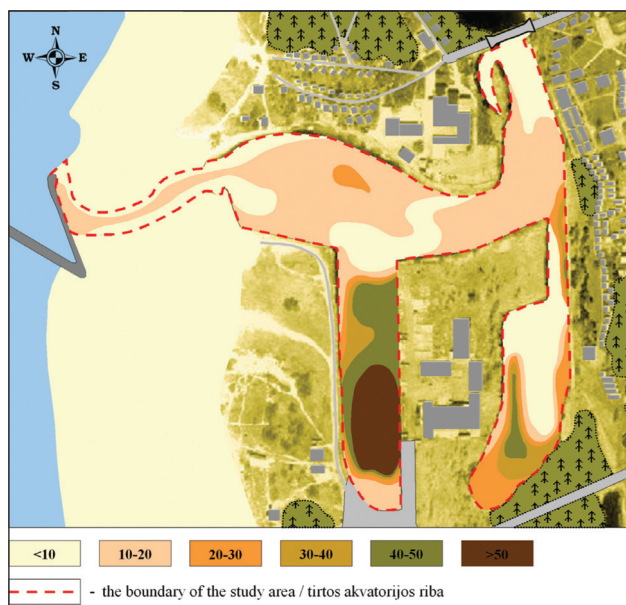 N
W E
S
<10 10-20 20-30 30-40 40-50 >50
- the boundary of the study area / tirtos akvatorijos riba